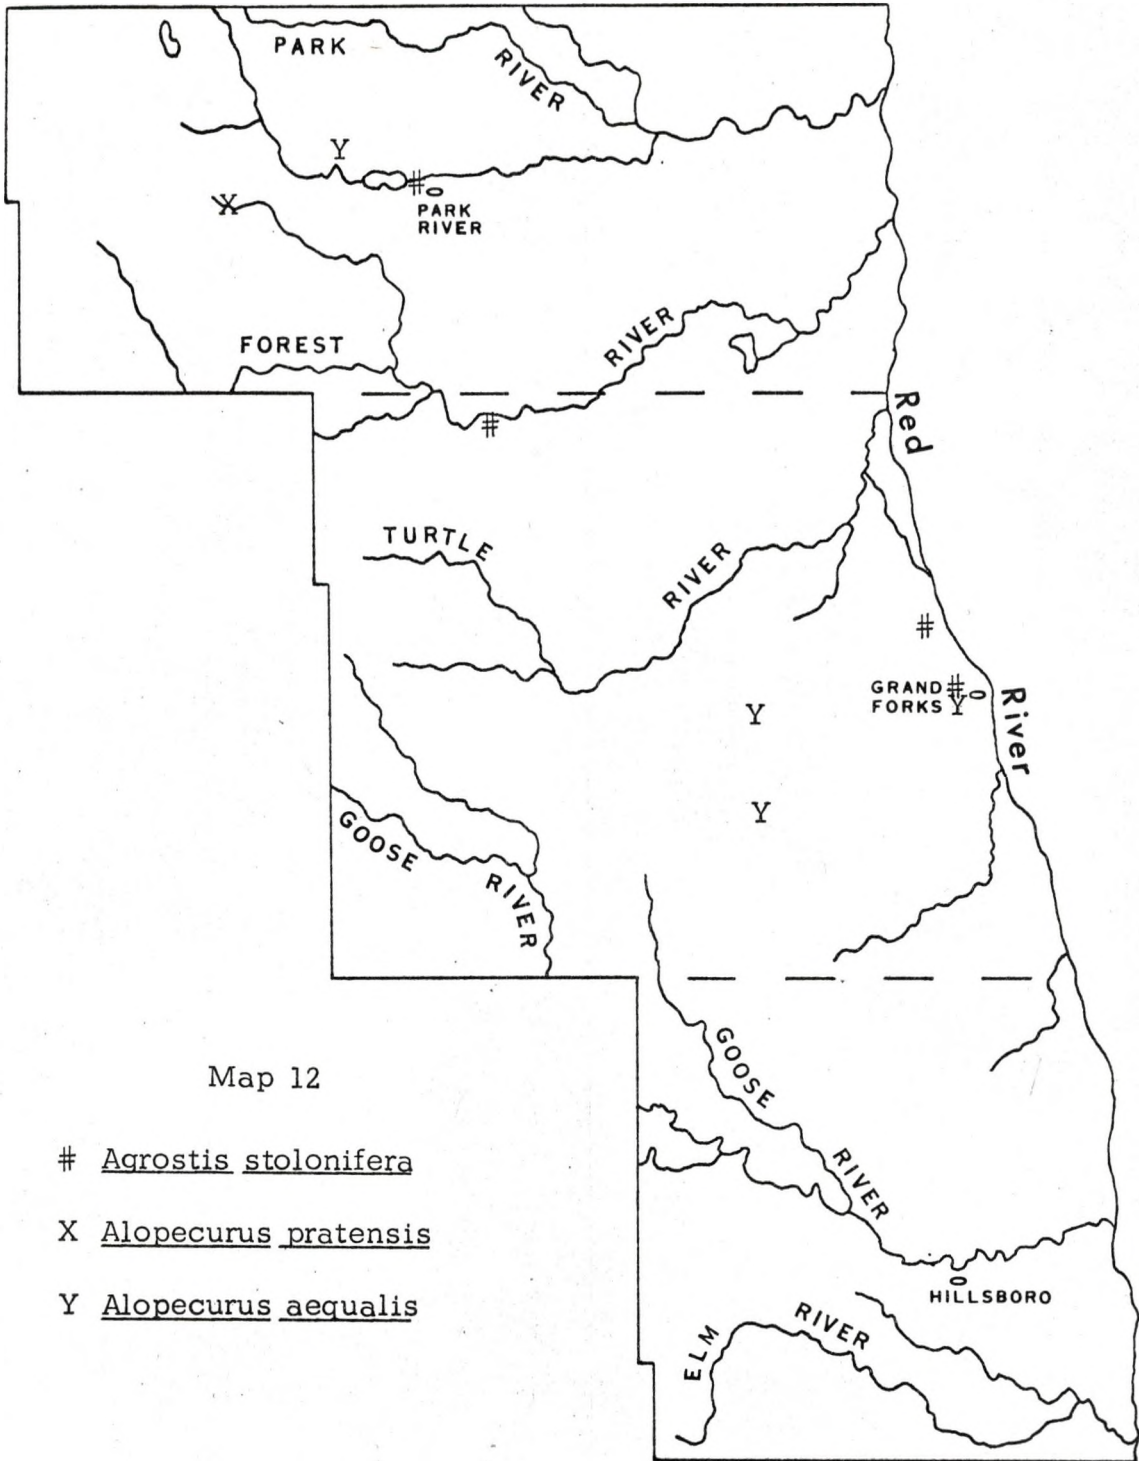 PARK
RIVER
Y
#
PARK
RIVER
X
RIVER
FOREST
Red
#
TURTLE
RIVER
#
GRAND #
FORKS Y
River
Y
Y
GOOSE
RIVER
GOOSE
RIVER
HILLSBORO
RIVER
ELM
Map 12
# Agrostis stolonifera
X Alopecurus pratensis
Y Alopecurus aequalis